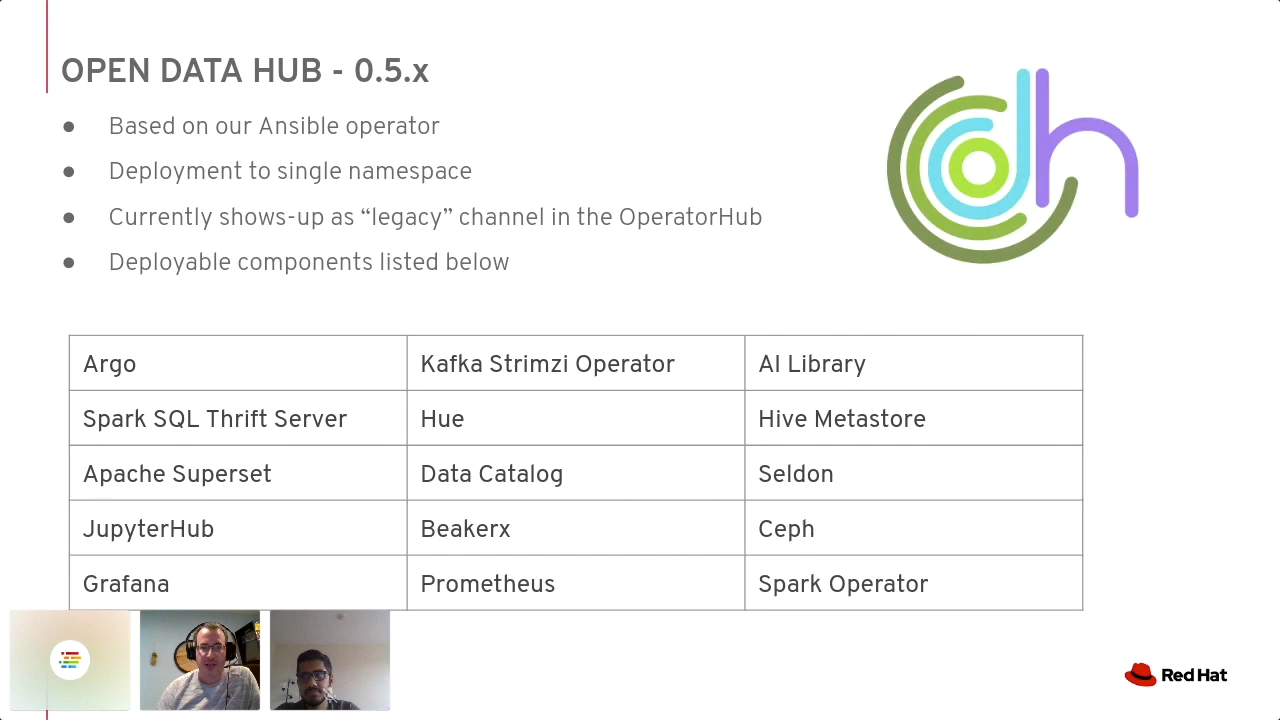 OPEN DATA HUB - 0.5.x
● Based on our Ansible operator
● Deployment to single namespace
● Currently shows-up as “legacy” channel in the OperatorHub
● Deployable components listed below
Argo Kafka Strimzi Operator AI Library
Spark SQL Thrift Server Hue Hive Metastore
Apache Superset Data Catalog Seldon
JupyterHub Beakerx Ceph
Grafana Prometheus Spark Operator
Red Hat